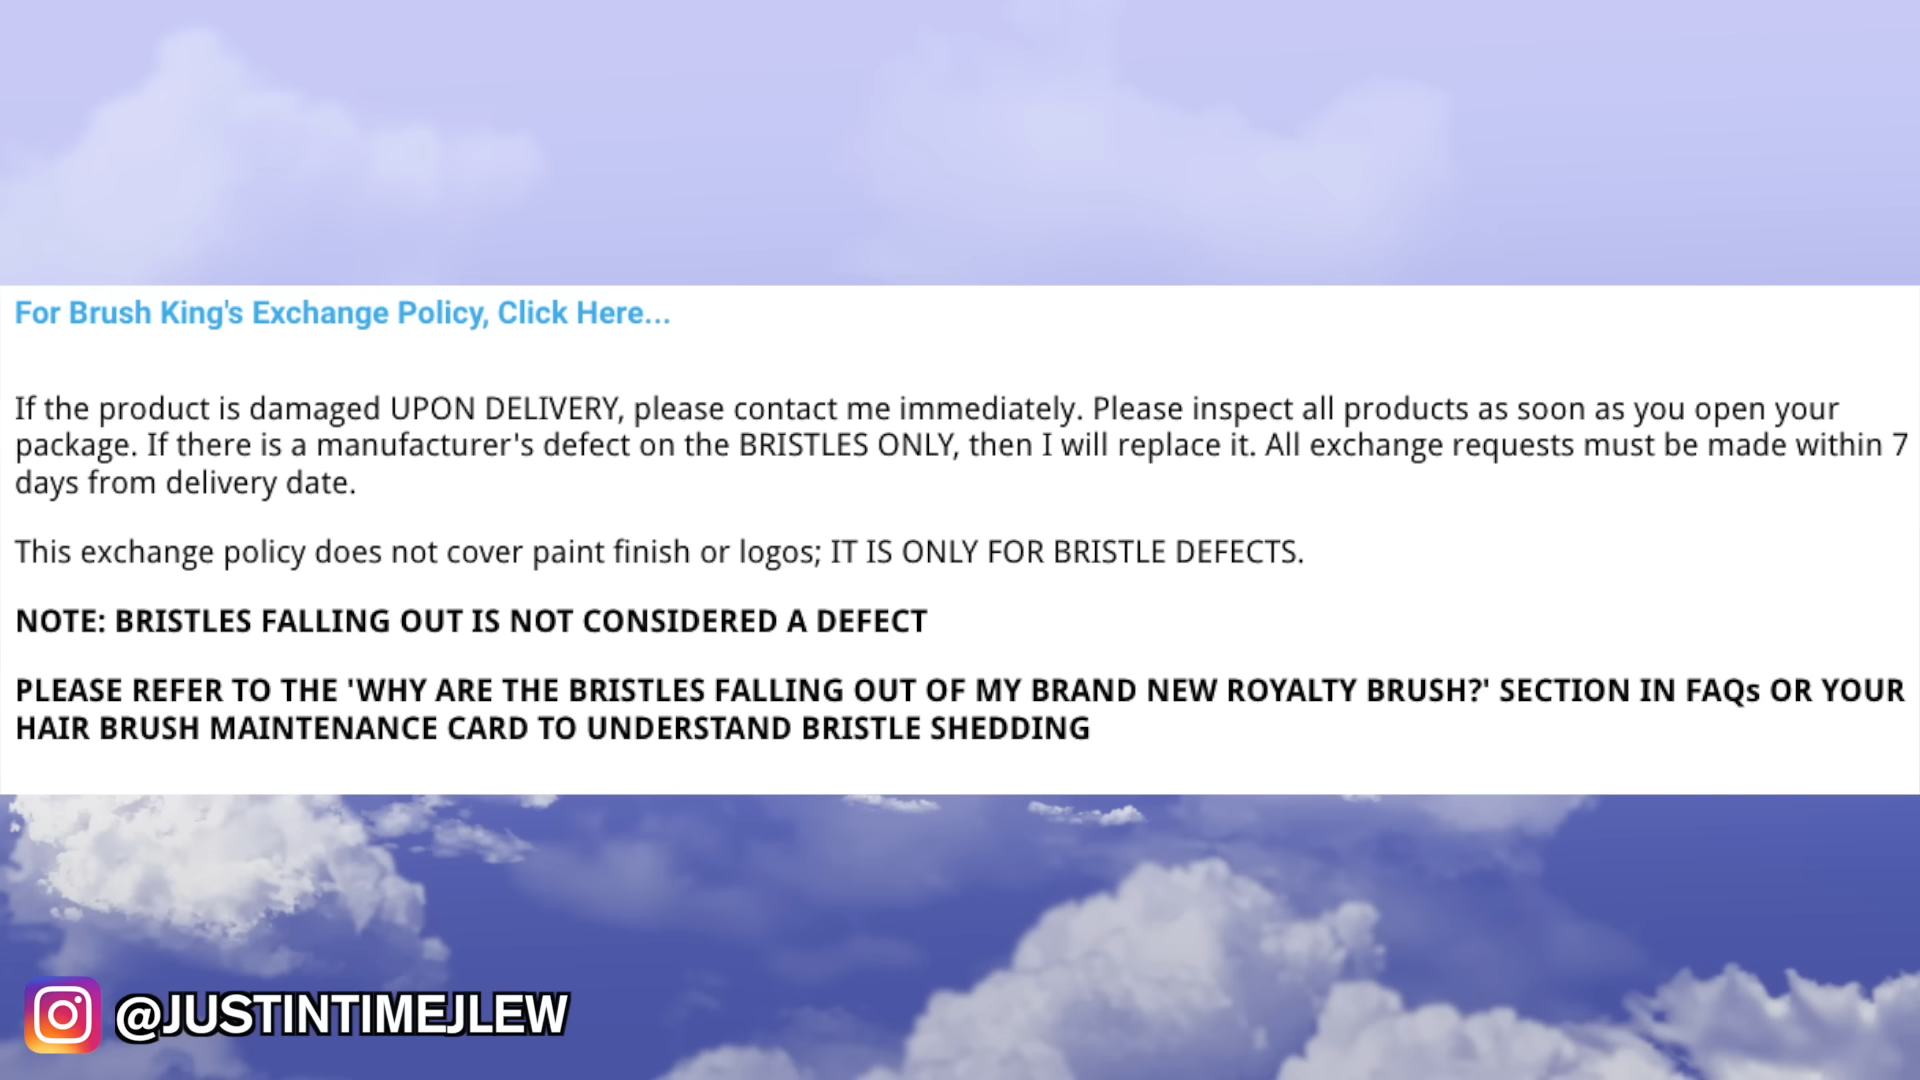 For Brush King's Exchange Policy, Click Here...
If the product is damaged UPON DELIVERY, please contact me immediately. Please inspect all products as soon as you open your
package. If there is a manufacturer's defect on the BRISTLES ONLY, then I will replace it. All exchange requests must be made within 7
days from delivery date.
This exchange policy does not cover paint finish or logos; IT IS ONLY FOR BRISTLE DEFECTS.
NOTE: BRISTLES FALLING OUT IS NOT CONSIDERED A DEFECT
PLEASE REFER TO THE 'WHY ARE THE BRISTLES FALLING OUT OF MY BRAND NEW ROYALTY BRUSH?' SECTION IN FAQs OR YOUR
HAIR BRUSH MAINTENANCE CARD TO UNDERSTAND BRISTLE SHEDDING
@JUSTINTIMEJLEW